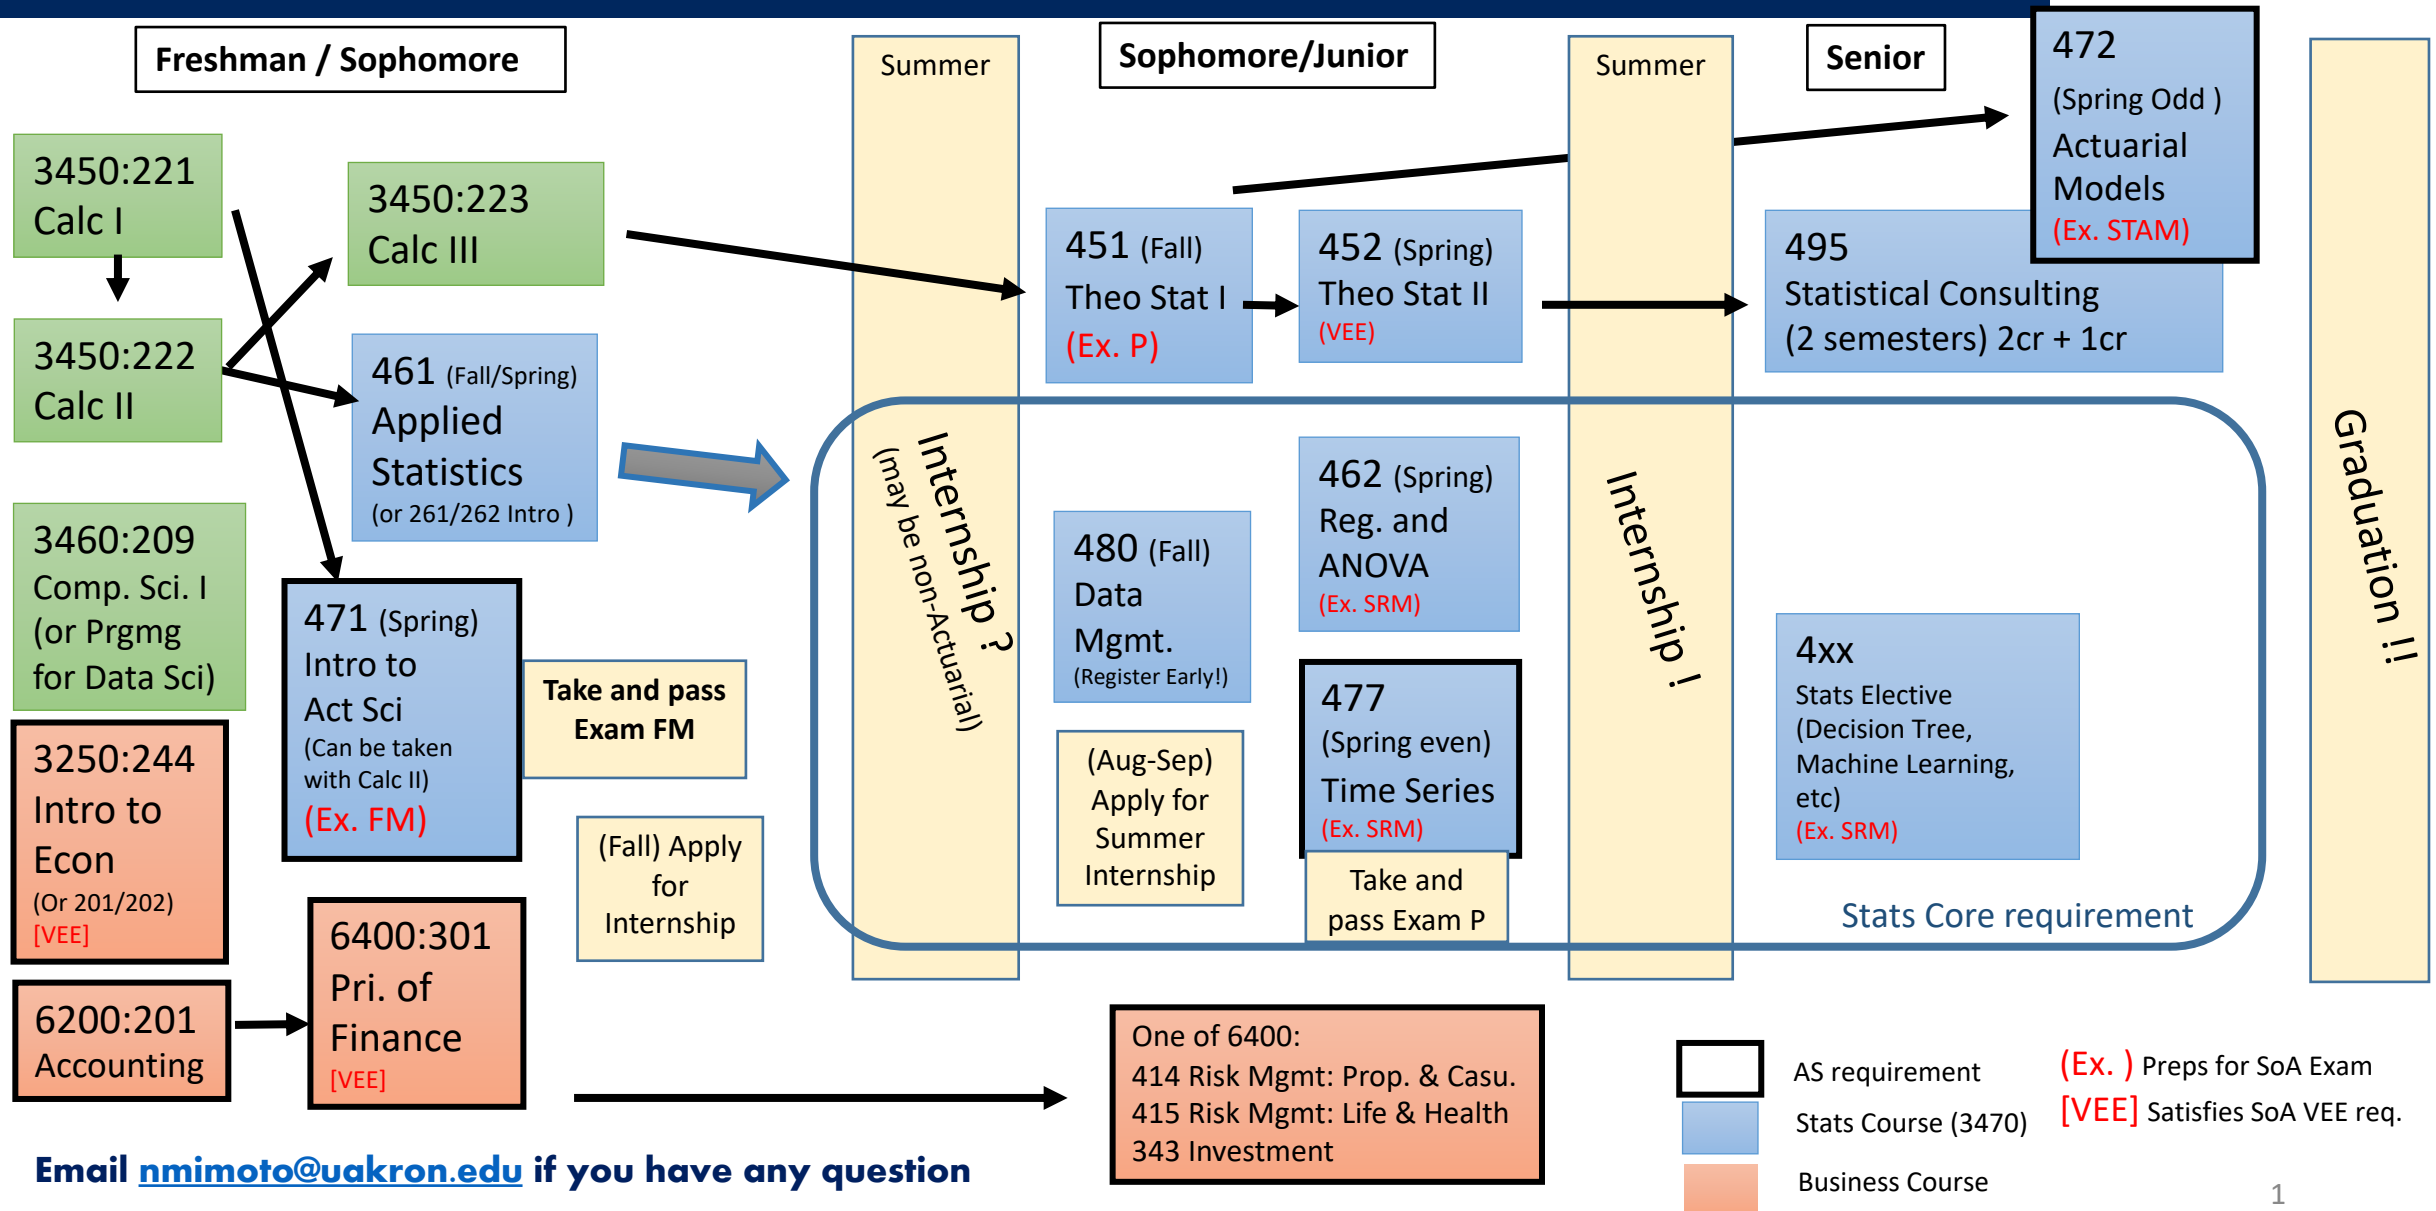 Freshman / Sophomore
Summer
Sophomore/Junior
Summer
Senior
3450:221
Calc I
3450:222
Calc II
3450:223
Calc III
461 (Fall/Spring)
Applied
Statistics
(or 261/262 Intro )
3460:209
Comp. Sci. I
(or Prgmg
for Data Sci)
471 (Spring)
Intro to
Act Sci
(Can be taken
with Calc II)
(Ex. FM)
Take and pass
Exam FM
3250:244
Intro to
Econ
(Or 201/202)
[VEE]
(Fall) Apply
for
Internship
6200:201
Accounting
6400:301
Pri. of
Finance
[VEE]
Internship ?
(may be non-Actuarial)
451 (Fall)
Theo Stat I
(Ex. P)
452 (Spring)
Theo Stat II
(VEE)
480 (Fall)
Data
Mgmt.
(Register Early!)
462 (Spring)
Reg. and
ANOVA
(Ex. SRM)
477
(Spring even)
Time Series
(Ex. SRM)
(Aug-Sep)
Apply for
Summer
Internship
Take and
pass Exam P
One of 6400:
414 Risk Mgmt: Prop. & Casu.
415 Risk Mgmt: Life & Health
343 Investment
Internship !
472
(Spring Odd )
Actuarial
Models
(Ex. STAM)
495
Statistical Consulting
(2 semesters) 2cr + 1cr
4xx
Stats Elective
(Decision Tree,
Machine Learning,
etc)
(Ex. SRM)
Stats Core requirement
Graduation !!
AS requirement
Stats Course (3470)
Business Course
(Ex. ) Preps for SoA Exam
[VEE] Satisfies SoA VEE req.
Email nmimoto@uakron.edu if you have any question
1